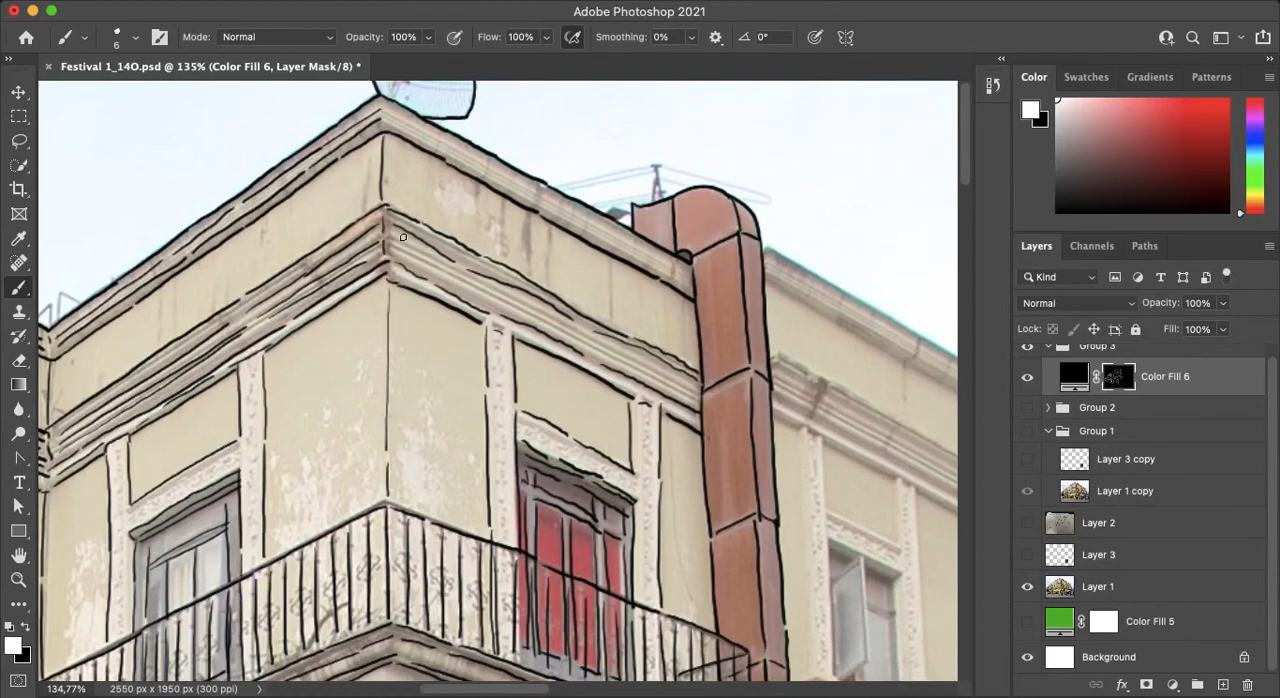 Adobe Photoshop 2021
6
Mode: Normal Opacity: 100% Flow: 100% Smoothing: 0% 0°
Festival 1_14O.psd @ 135% (Color Fill 6, Layer Mask/8) *
Color Swatches Gradients Patterns
Layers Channels Paths
Kind
Normal Opacity: 100%
Lock: Fill: 100%
Group 3
Color Fill 6
Group 2
Group 1
Layer 3 copy
Layer 1 copy
Layer 2
Layer 3
Layer 1
Color Fill 5
Background
134,77% 2550 px x 1950 px (300 ppi)